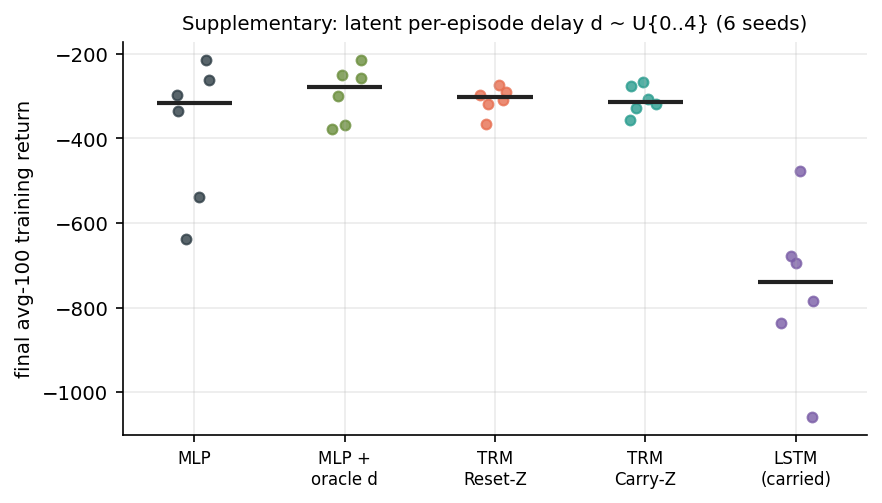 Supplementary: latent per-episode delay d ~ U{0..4} (6 seeds)
final avg-100 training return
−200
−400
−600
−800
−1000
MLP
MLP +
oracle d
TRM
Reset-Z
TRM
Carry-Z
LSTM
(carried)